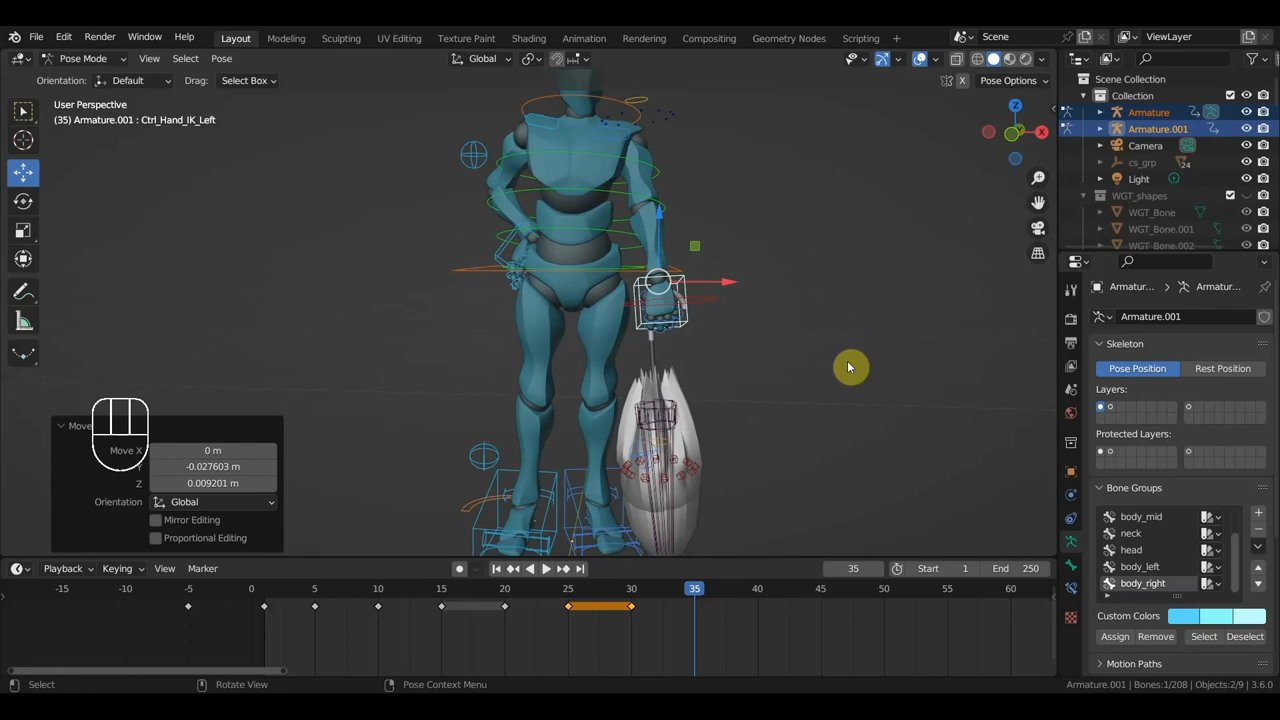 File Edit Render Window Help Layout Modeling Sculpting UV Editing Texture Paint Shading Animation Rendering Compositing Geometry Nodes Scripting + Scene ViewLayer
Pose Mode View Select Pose Global Pose Options
Orientation: Default Drag: Select Box X
User Perspective
(35) Armature.001 : Ctrl_Hand_IK_Left
Z
X
Scene Collection
Collection
Armature
Armature.001
Camera
cs_grp 24
Light
WGT_shapes
WGT_Bone
WGT_Bone.001
WGT_Bone.002
Armatur... Armatur...
Armature.001
Skeleton
Pose Position Rest Position
Layers:
Protected Layers:
Bone Groups
body_mid
neck
head
body_left
body_right
Custom Colors
Assign Remove Select Deselect
Motion Paths
Move
Move X 0 m
-0.027603 m
Z 0.009201 m
Orientation Global
Mirror Editing
Proportional Editing
Playback Keying View Marker 35 Start 1 End 250
-15 -10 -5 0 5 10 15 20 25 30 35 40 45 50 55 60
Select Rotate View Pose Context Menu Armature.001 | Bones:1/208 | Objects:2/9 | 3.6.0